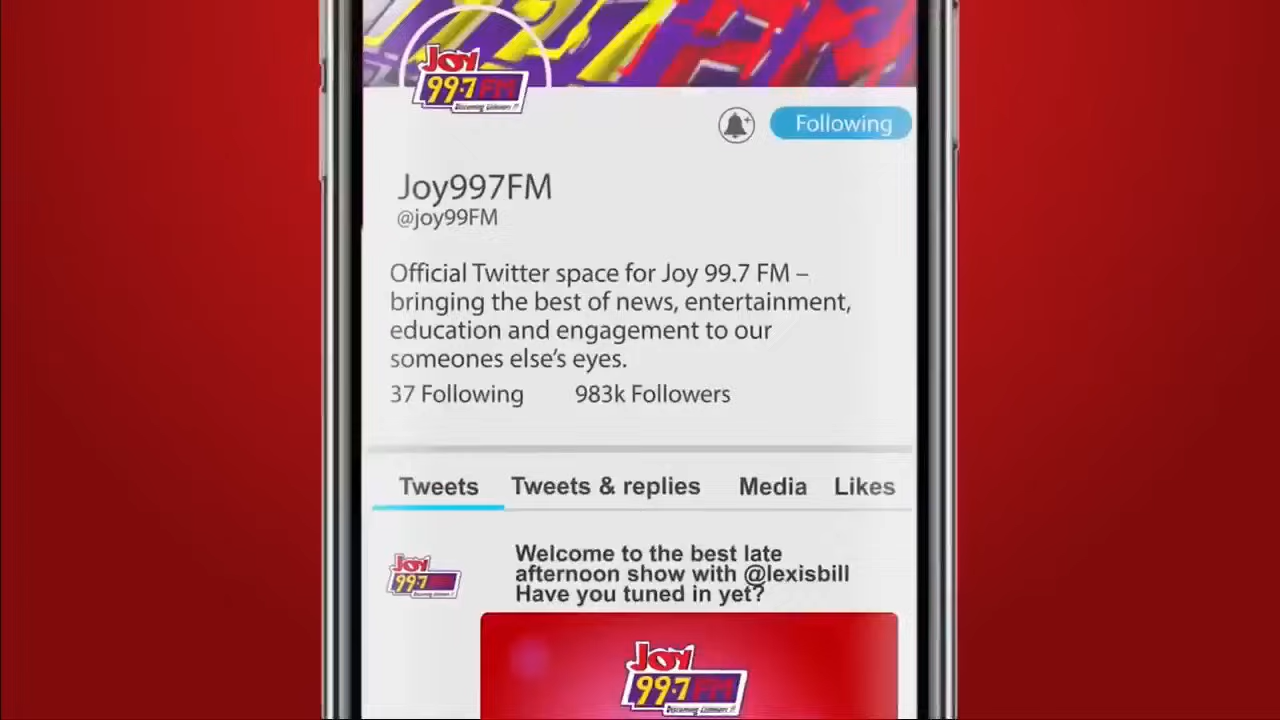 Joy
99.7 FM
Following
Joy997FM
@joy99FM
Official Twitter space for Joy 99.7 FM –
bringing the best of news, entertainment,
education and engagement to our
someones else’s eyes.
37 Following 983k Followers
Tweets Tweets & replies Media Likes
Joy
99.7 FM
Welcome to the best late
afternoon show with @lexisbill
Have you tuned in yet?
Joy
99.7 FM